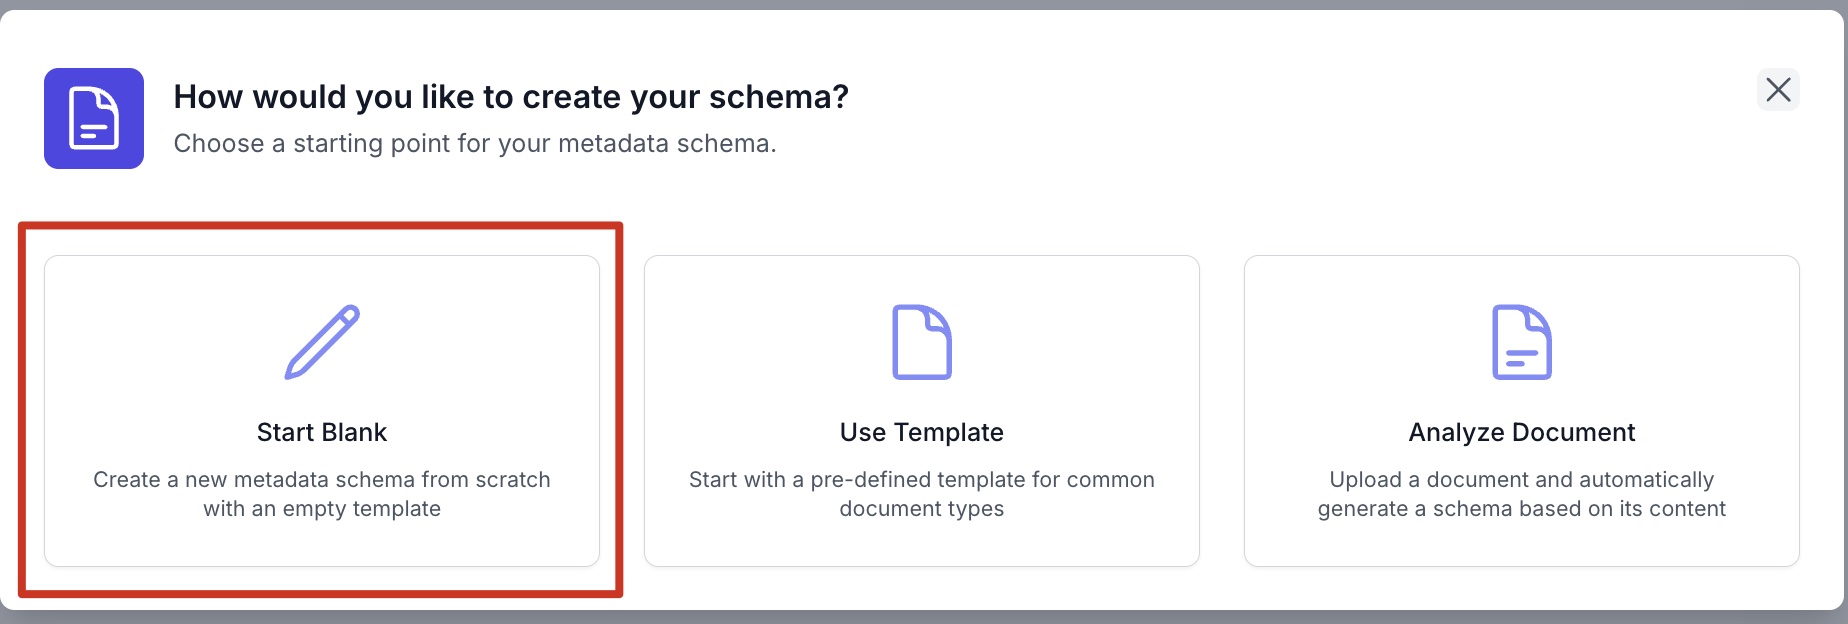 How would you like to create your schema?
Choose a starting point for your metadata schema.
Start Blank
Create a new metadata schema from scratch
with an empty template
Use Template
Start with a pre-defined template for common
document types
Analyze Document
Upload a document and automatically
generate a schema based on its content